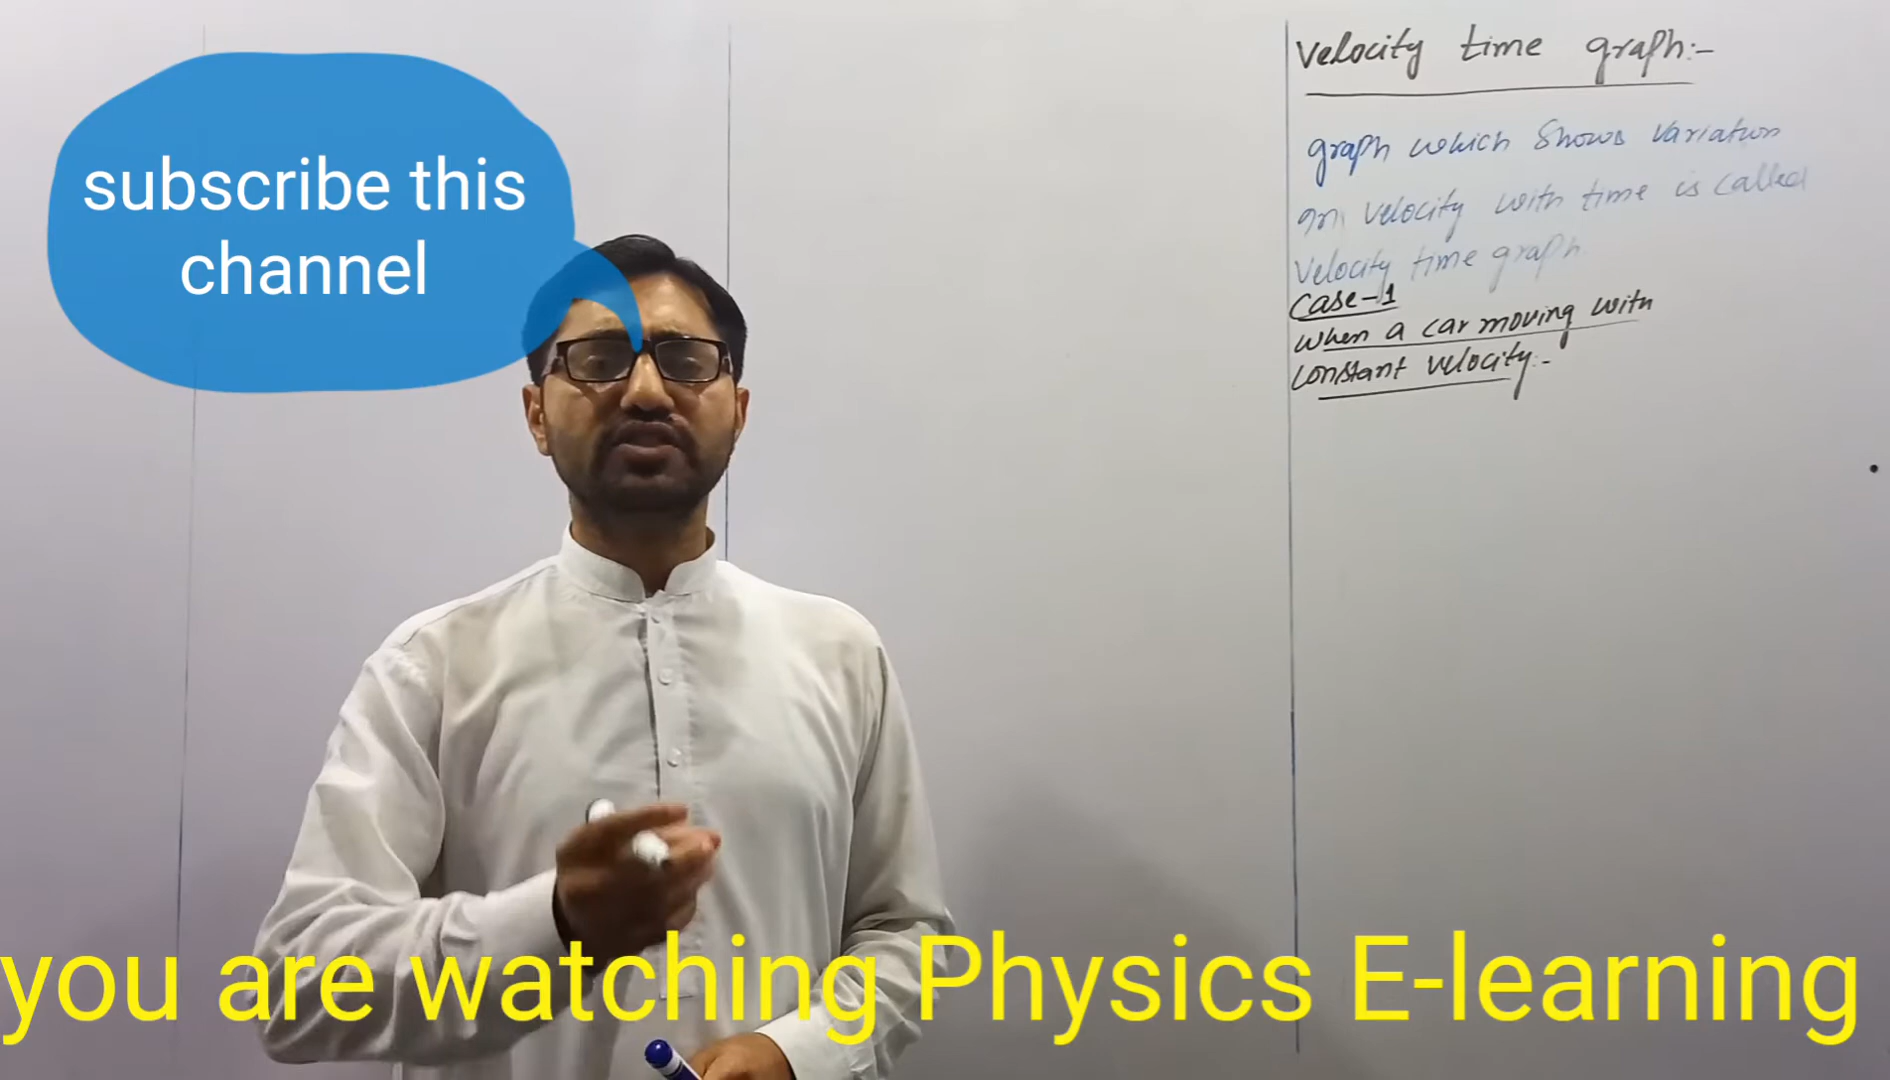 subscribe this
channel
Velocity time graph:-
graph which Shows Variation
in velocity with time is called
Velocity time graph.
Case-1
when a car moving with
constant velocity:-
you are watching Physics E-learning